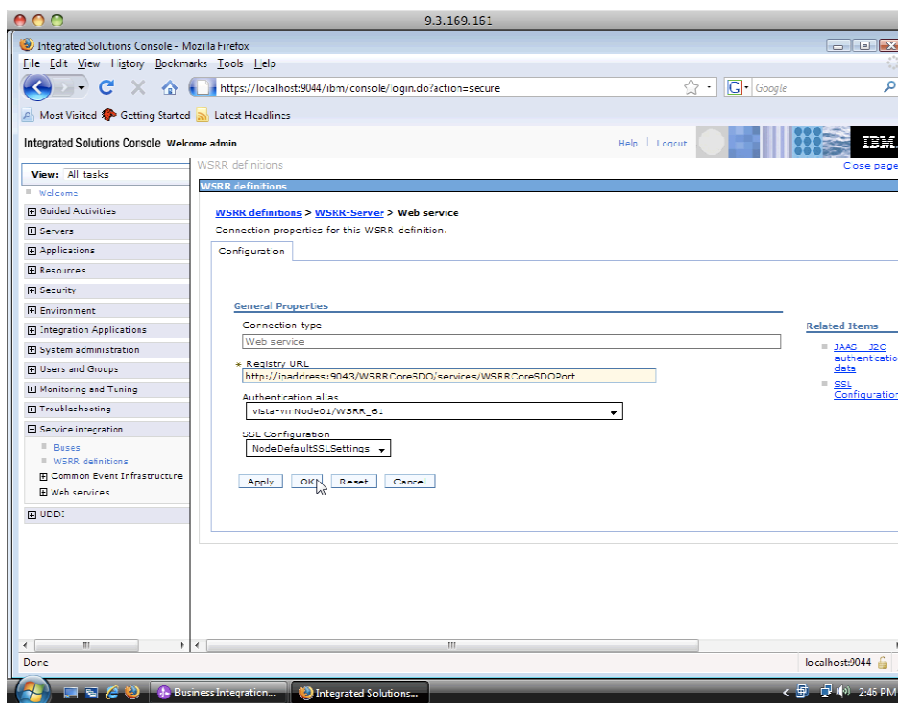 9.3.169.161
Integrated Solutions Console - Mozilla Firefox
File Edit View History Bookmarks Tools Help
https://localhost:9044/ibm/console/login.do?action=secure
Google
Most Visited Getting Started Latest Headlines
Integrated Solutions Console Welcome admin
Help Logout
IBM.
View: All tasks
Welcome
Guided Activities
Servers
Applications
Resources
Security
Environment
Integration Applications
System administration
Users and Groups
Monitoring and Tuning
Troubleshooting
Service integration
Buses
WSRR definitions
Common Event Infrastructure
Web services
UDDI
WSRR definitions
Close page
WSRR definitions
WSRR definitions > WSRR-Server > Web service
Connection properties for this WSRR definition.
Configuration
General Properties
Connection type
Web service
* Registry URL
http://ipaddress:9043/WSRRCoreSDO/services/WSRRCoreSDOPort
Authentication alias
vista-vmNode01/WSRR_61
SSL Configuration
NodeDefaultSSLSettings
Apply OK Reset Cancel
Related Items
JAAS - J2C
authenticatio
data
SSL
Configuration
Done
localhost:9044
Business Integration...
Integrated Solutions...
2:46 PM